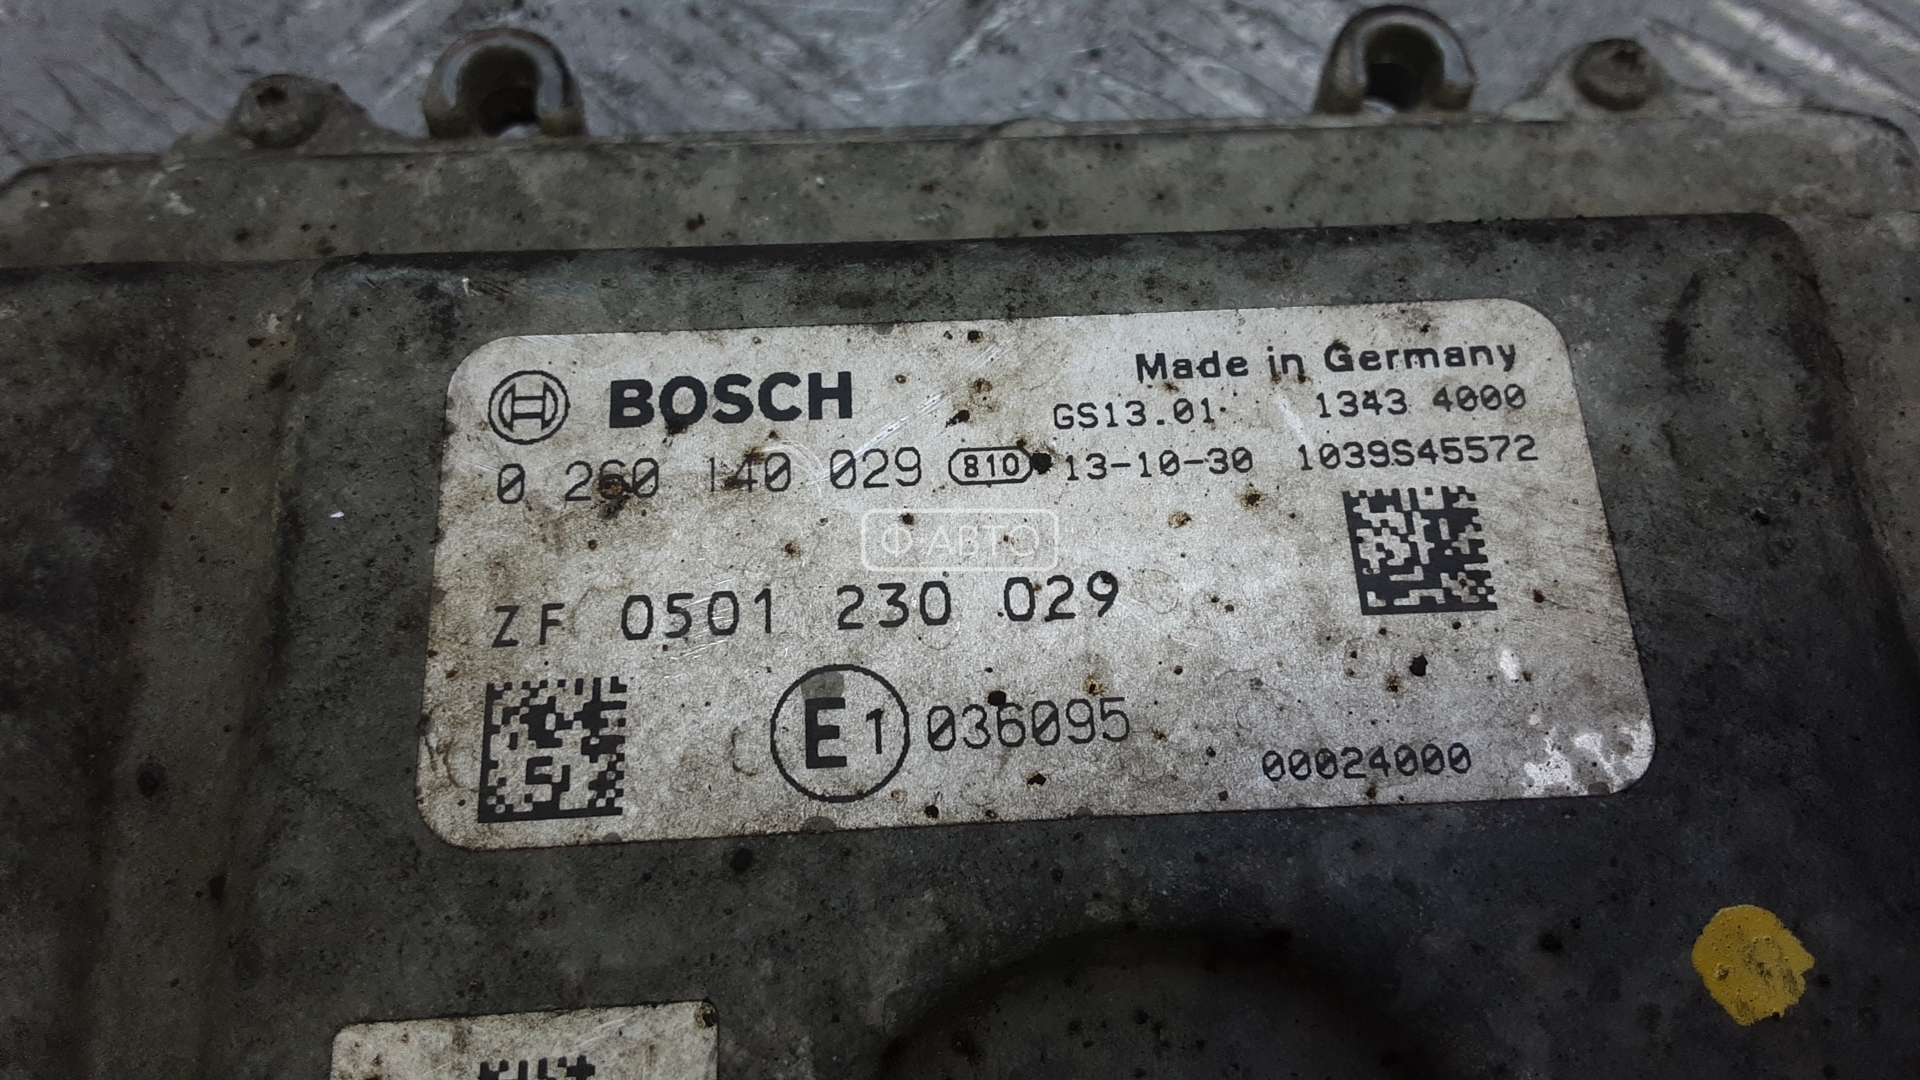 BOSCH
Made in Germany
GS13.01 1343 4000
0 260 140 029 810 13-10-30 1039S45572
Ф-АВТО
ZF 0501 230 029
E1 036095
00024000